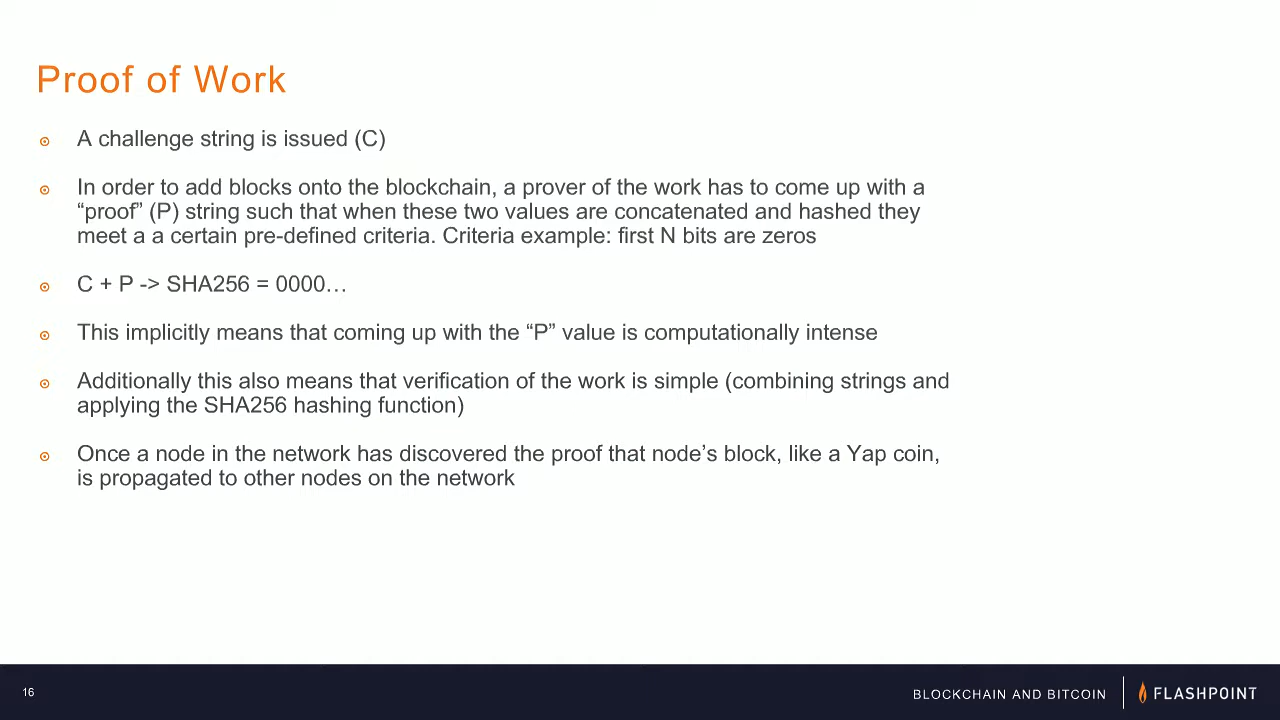 Proof of Work
A challenge string is issued (C)
In order to add blocks onto the blockchain, a prover of the work has to come up with a
“proof” (P) string such that when these two values are concatenated and hashed they
meet a a certain pre-defined criteria. Criteria example: first N bits are zeros
C + P -> SHA256 = 0000…
This implicitly means that coming up with the “P” value is computationally intense
Additionally this also means that verification of the work is simple (combining strings and
applying the SHA256 hashing function)
Once a node in the network has discovered the proof that node’s block, like a Yap coin,
is propagated to other nodes on the network
16
BLOCKCHAIN AND BITCOIN
FLASHPOINT